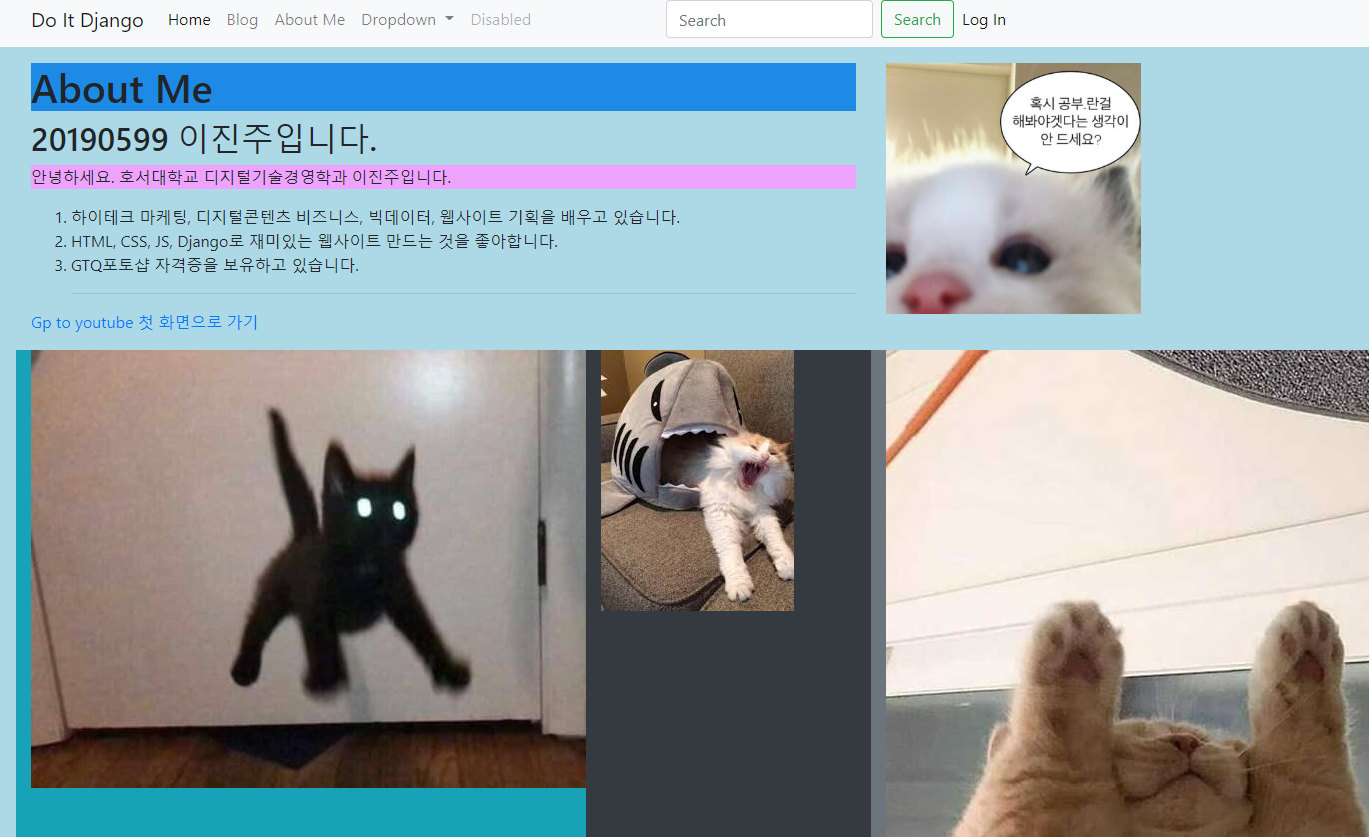 Do It Django Home Blog About Me Dropdown Disabled Search Search Log In
About Me
20190599 이진주입니다.
안녕하세요. 호서대학교 디지털기술경영학과 이진주입니다.
1. 하이테크 마케팅, 디지털콘텐츠 비즈니스, 빅데이터, 웹사이트 기획을 배우고 있습니다.
2. HTML, CSS, JS, Django로 재미있는 웹사이트 만드는 것을 좋아합니다.
3. GTQ포토샵 자격증을 보유하고 있습니다.
Gp to youtube 첫 화면으로 가기
혹시 공부.란걸
해봐야겟다는 생각이
안 드세요?